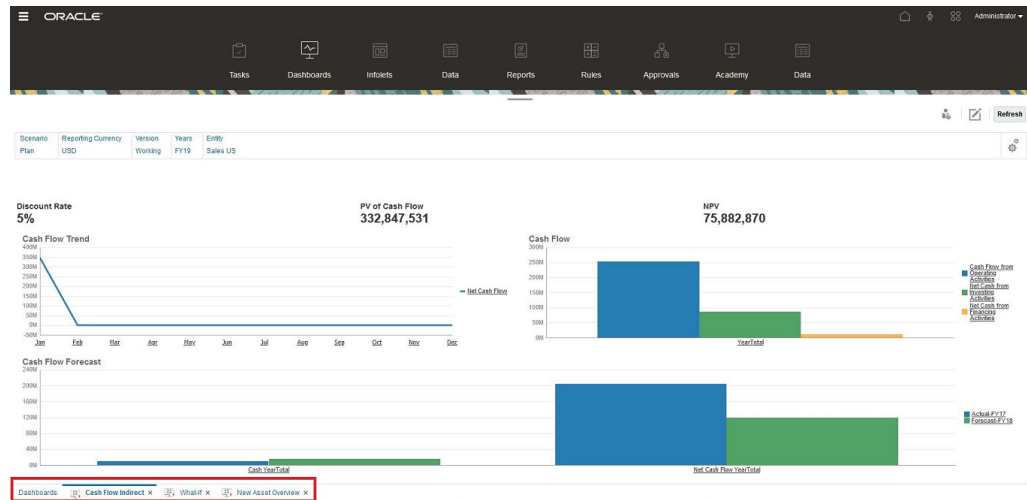 ORACLE
Administrator
Tasks
Dashboards
Infolets
Data
Reports
Rules
Approvals
Academy
Data
Refresh
Scenario Reporting Currency Version Years Entity
Plan USD Working FY19 Sales US
Discount Rate
5%
PV of Cash Flow
332,847,531
NPV
75,882,870
Cash Flow Trend
400M
350M
300M
250M
200M
150M
100M
50M
0M
-50M
Jan Feb Mar Apr May Jun Jul Aug Sep Oct Nov Dec
Net Cash Flow
Cash Flow
300M
250M
200M
150M
100M
50M
0M
YearTotal
Cash Flow from
Operating
Activities
Net Cash from
Investing
Activities
Net Cash from
Financing
Activities
Cash Flow Forecast
240M
200M
160M
120M
80M
40M
0M
Cash YearTotal
Net Cash Flow YearTotal
Actual-FY17
Forecast-FY18
Dashboards Cash Flow Indirect × What-If × New Asset Overview ×